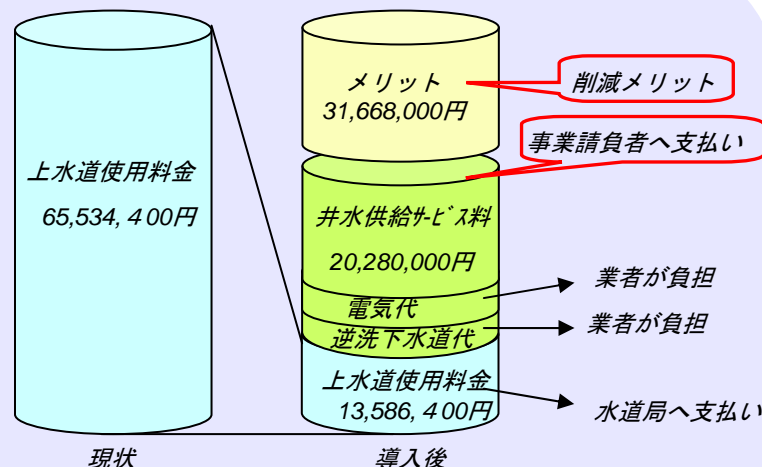 上水道使用料金
65,534,400円
現状
メリット
31,668,000円
削減メリット
事業請負者へ支払い
井水供給ｻｰﾋﾞｽ料
20,280,000円
電気代
業者が負担
逆洗下水道代
業者が負担
上水道使用料金
13,586,400円
水道局へ支払い
導入後